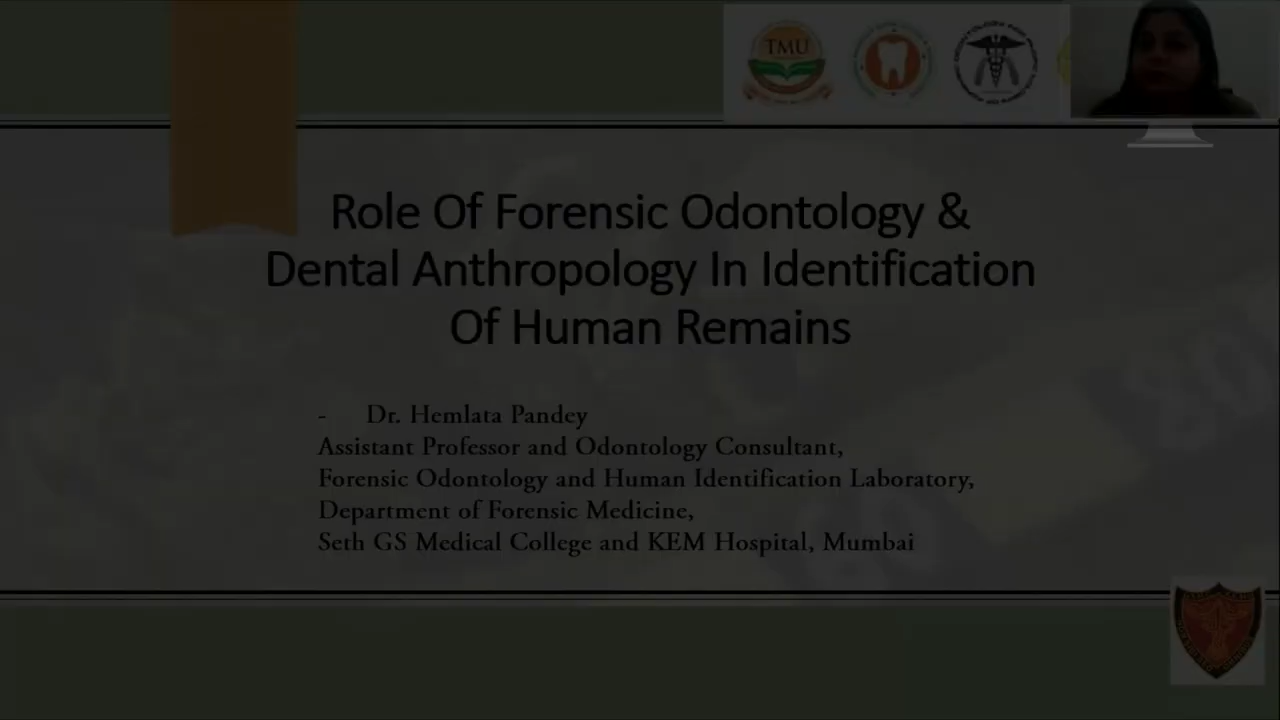 TMU
Role Of Forensic Odontology &
Dental Anthropology In Identification
Of Human Remains
- Dr. Hemlata Pandey
Assistant Professor and Odontology Consultant,
Forensic Odontology and Human Identification Laboratory,
Department of Forensic Medicine,
Seth GS Medical College and KEM Hospital, Mumbai